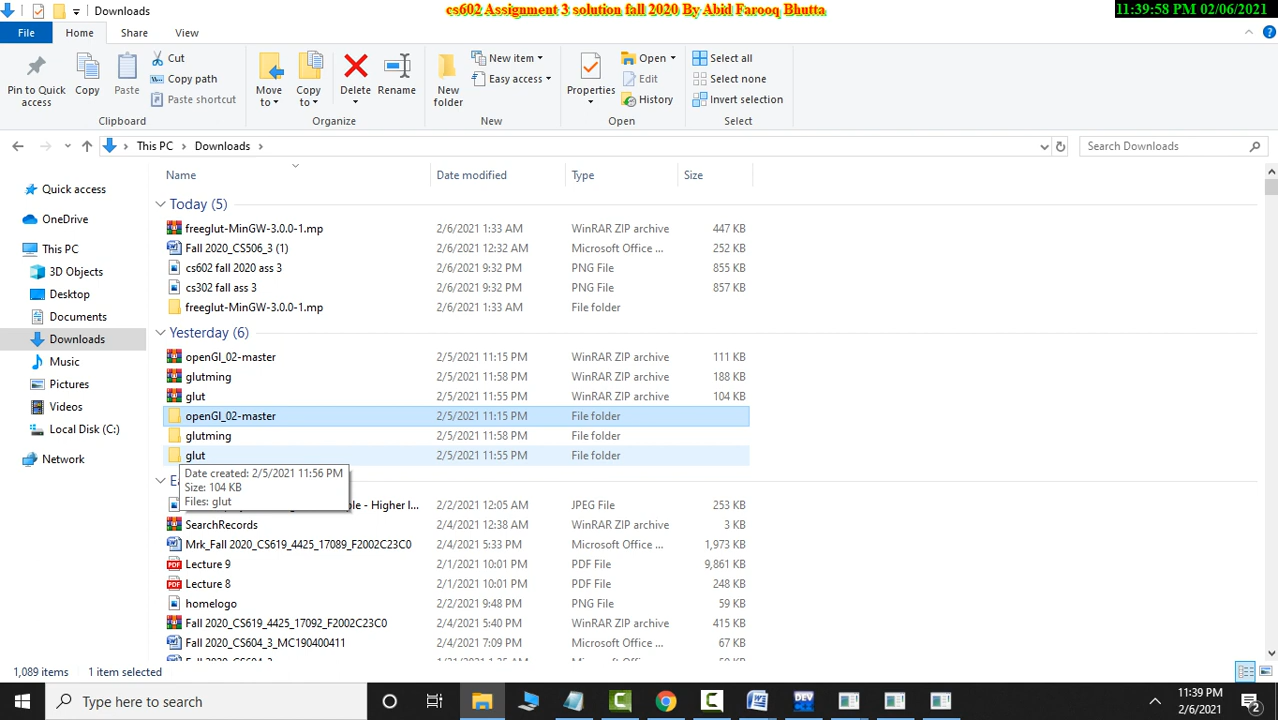 Downloads
cs602 Assignment 3 solution fall 2020 By Abid Farooq Bhutta
11:39:58 PM 02/06/2021
File Home Share View
Pin to Quick access
Copy
Paste
Cut
Copy path
Paste shortcut
Clipboard
Move to
Copy to
Delete
Rename
Organize
New folder
New item
Easy access
New
Properties
Open
Edit
History
Open
Select all
Select none
Invert selection
Select
This PC Downloads
Search Downloads
Quick access
OneDrive
This PC
3D Objects
Desktop
Documents
Downloads
Music
Pictures
Videos
Local Disk (C:)
Network
Name Date modified Type Size
Today (5)
freeglut-MinGW-3.0.0-1.mp 2/6/2021 1:33 AM WinRAR ZIP archive 447 KB
Fall 2020_CS506_3 (1) 2/6/2021 12:32 AM Microsoft Office ... 252 KB
cs602 fall 2020 ass 3 2/6/2021 9:32 PM PNG File 855 KB
cs302 fall ass 3 2/6/2021 9:32 PM PNG File 857 KB
freeglut-MinGW-3.0.0-1.mp 2/6/2021 1:33 AM File folder
Yesterday (6)
openGl_02-master 2/5/2021 11:15 PM WinRAR ZIP archive 111 KB
glutming 2/5/2021 11:58 PM WinRAR ZIP archive 188 KB
glut 2/5/2021 11:55 PM WinRAR ZIP archive 104 KB
openGl_02-master 2/5/2021 11:15 PM File folder
glutming 2/5/2021 11:58 PM File folder
glut 2/5/2021 11:55 PM File folder
Date created: 2/5/2021 11:56 PM
Size: 104 KB
Files: glut
le - Higher l... 2/2/2021 12:05 AM JPEG File 253 KB
SearchRecords 2/4/2021 12:38 AM WinRAR ZIP archive 3 KB
Mrk_Fall 2020_CS619_4425_17089_F2002C23C0 2/4/2021 5:33 PM Microsoft Office ... 1,973 KB
Lecture 9 2/1/2021 10:01 PM PDF File 9,861 KB
Lecture 8 2/1/2021 10:01 PM PDF File 248 KB
homelogo 2/2/2021 9:48 PM PNG File 59 KB
Fall 2020_CS619_4425_17092_F2002C23C0 2/4/2021 5:40 PM WinRAR ZIP archive 415 KB
Fall 2020_CS604_3_MC190400411 2/4/2021 7:09 PM Microsoft Office ... 67 KB
1,089 items 1 item selected
Type here to search
DEV
11:39 PM
2/6/2021
2